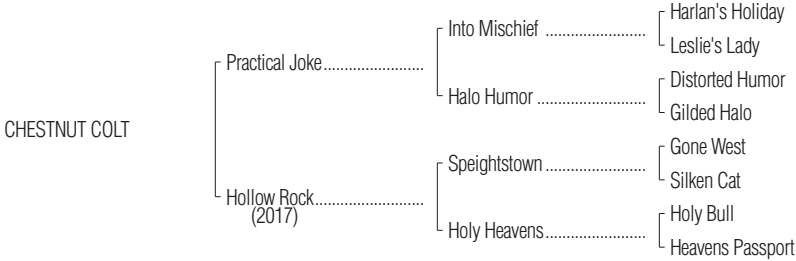 Harlan's Holiday
Into Mischief ........................
Leslie's Lady
Practical Joke........................
Distorted Humor
Halo Humor ..........................
Gilded Halo
CHESTNUT COLT
Gone West
Speightstown ........................
Silken Cat
Hollow Rock..........................
(2017)
Holy Bull
Holy Heavens........................
Heavens Passport